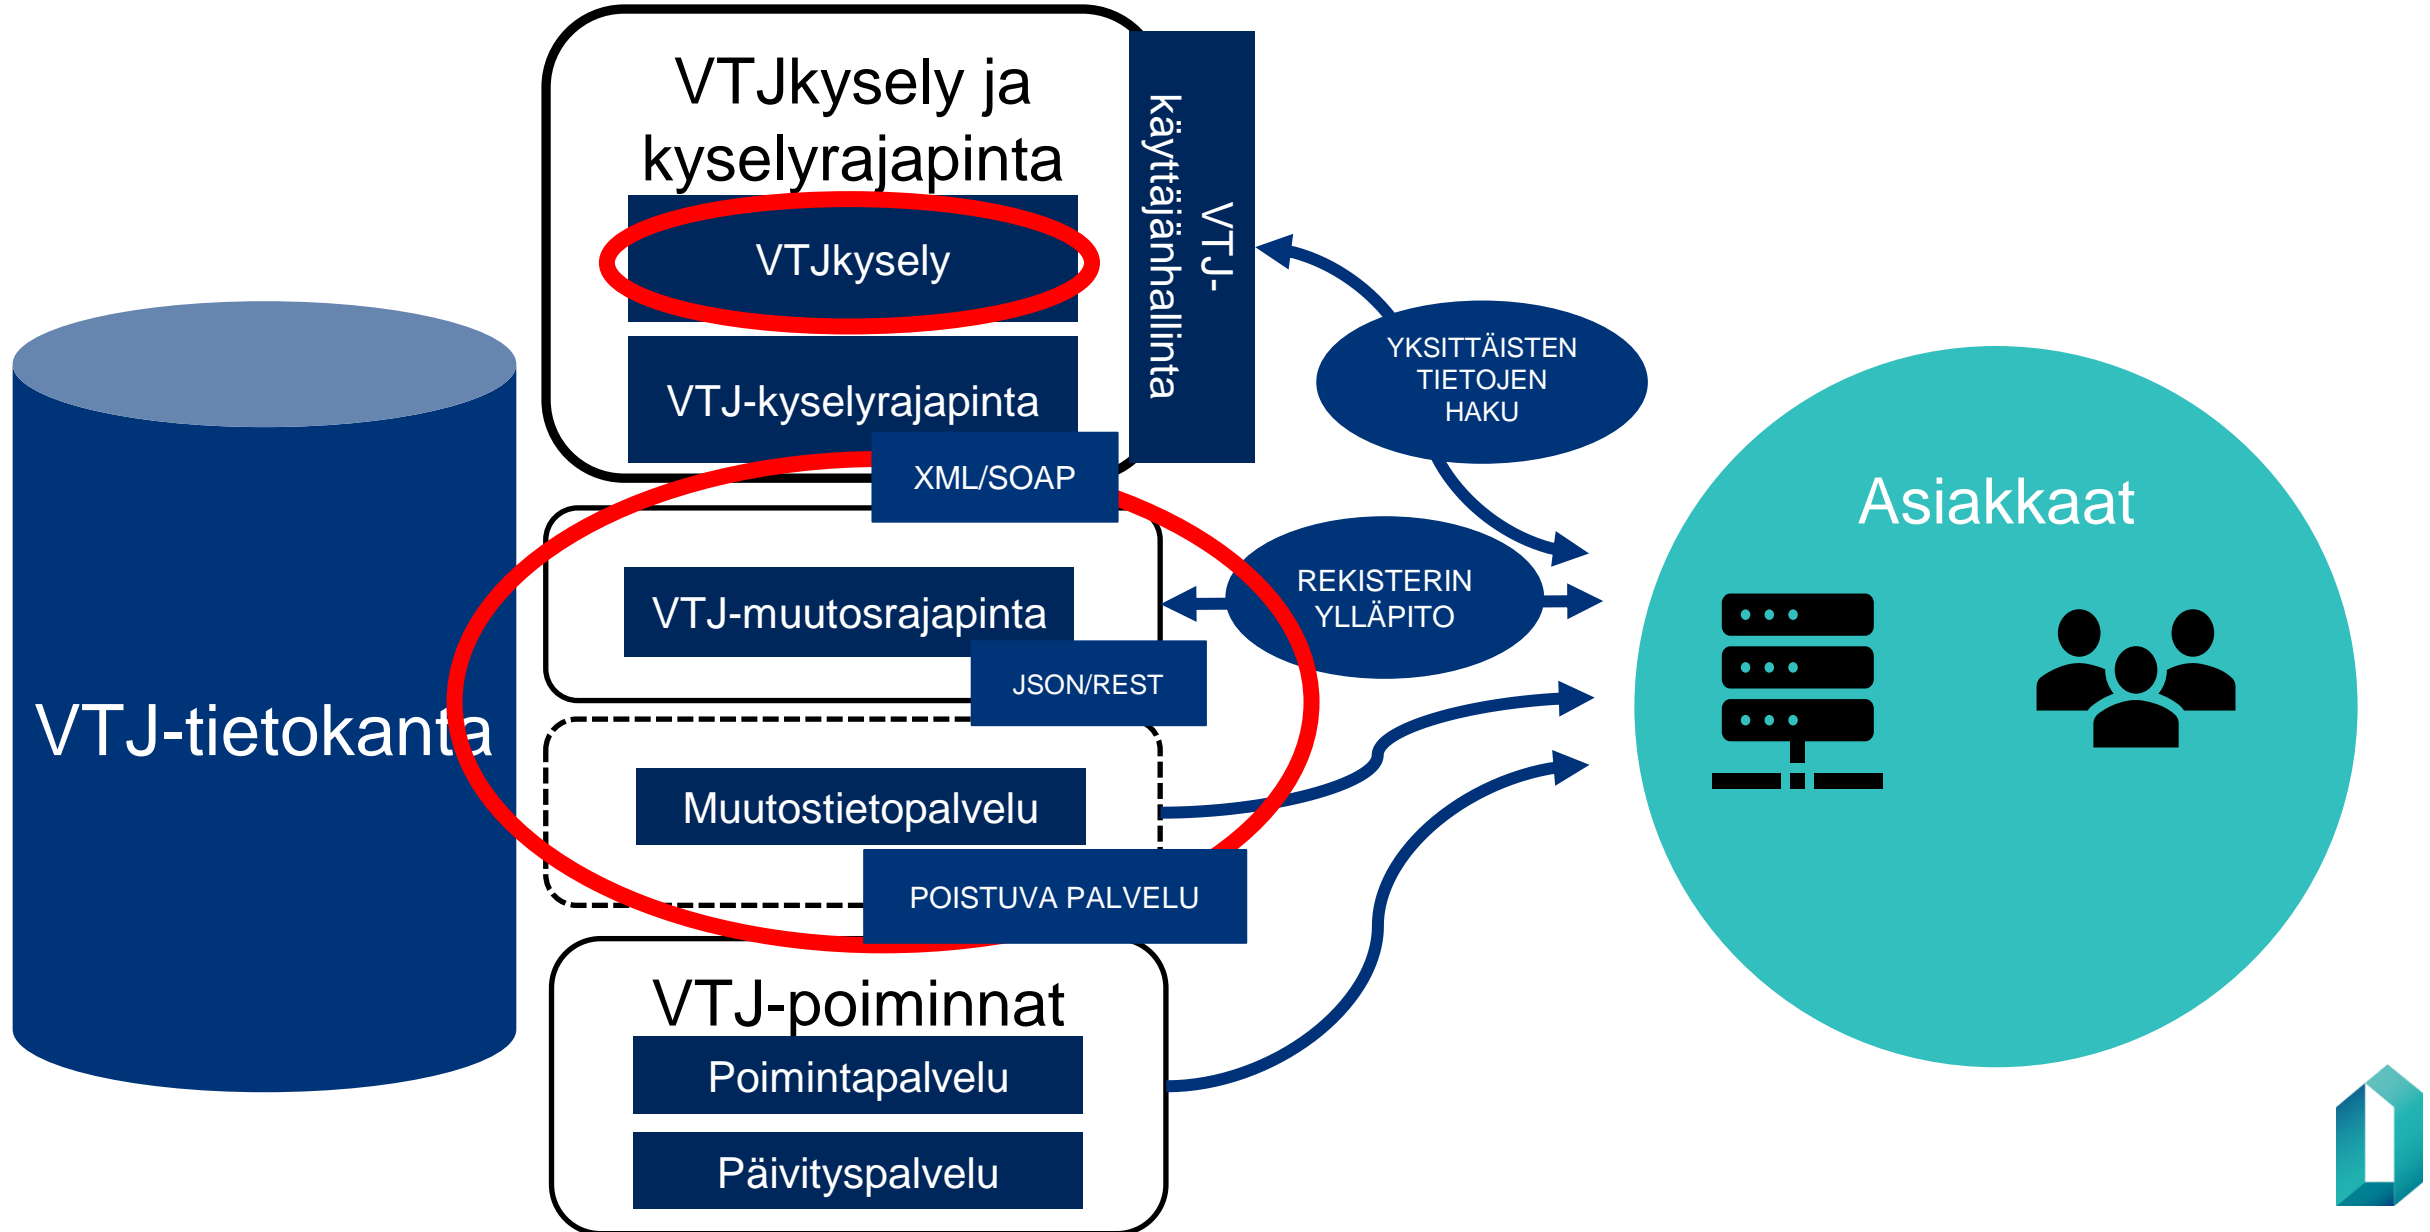 VTJkysely ja
kyselyrajapinta
VTJkysely
VTJ-kyselyrajapinta
XML/SOAP
VTJ-
käyttäjänhallinta
YKSITTÄISTEN
TIETOJEN
HAKU
VTJ-tietokanta
VTJ-muutosrajapinta
JSON/REST
REKISTERIN
YLLÄPITO
Muutostietopalvelu
POISTUVA PALVELU
VTJ-poiminnat
Poimintapalvelu
Päivityspalvelu
Asiakkaat